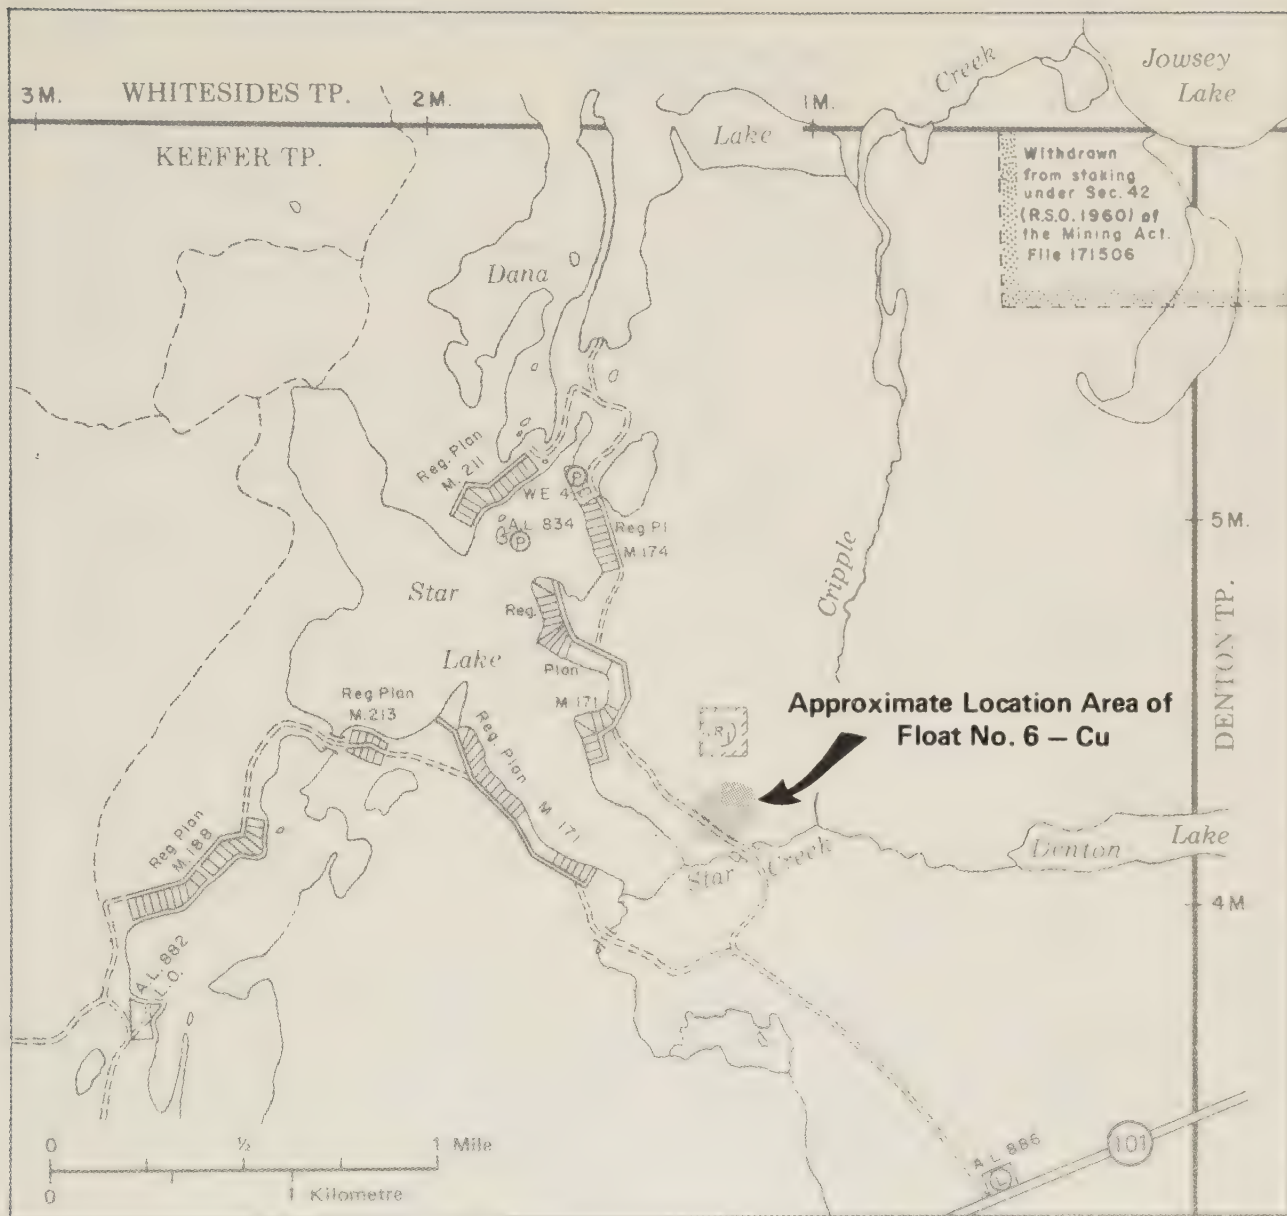 Jowsey
Lake
Creek
3M.
WHITESIDES TP.
2M.
1M.
Lake
KEEFER TP.
Withdrawn
from staking
under Sec. 42
(R.S.O. 1960) of
the Mining Act.
File 171506
Dana
Reg. Plan
M. 211
WE 4
P
A.L 834
P
Reg Pl
M.174
5M.
Star
Reg.
Cripple
DENTON TP.
Lake
Plan
Reg Plan
M.213
M.171
R
Approximate Location Area of
Float No. 6 – Cu
Reg. Plan
M. 171
Reg Plan
M.188
Star Creek
Denton Lake
4M
A.L. 882
L.O.
0 ½ 1 Mile
0 1 Kilometre
A L 886
L
101